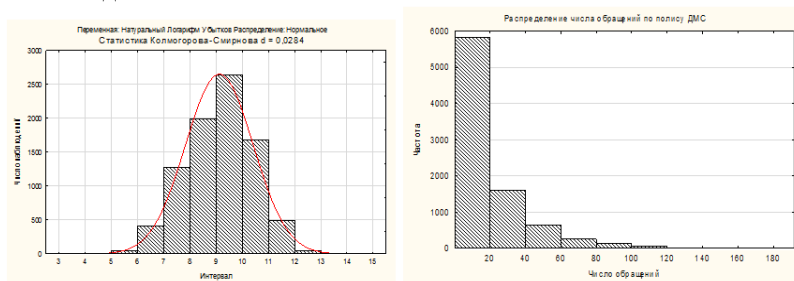 Переменная: Натуральный Логарифм Убытков Распределение: Нормальное
Статистика Колмогорова-Смирнова d = 0,0284
Число наблюдений
3000
2500
2000
1500
1000
500
0
3 4 5 6 7 8 9 10 11 12 13 14 15
Интервал
Распределение числа обращений по полису ДМС
Частота
6000
5000
4000
3000
2000
1000
0
20 40 60 80 100 120 140 160 180
Число обращений